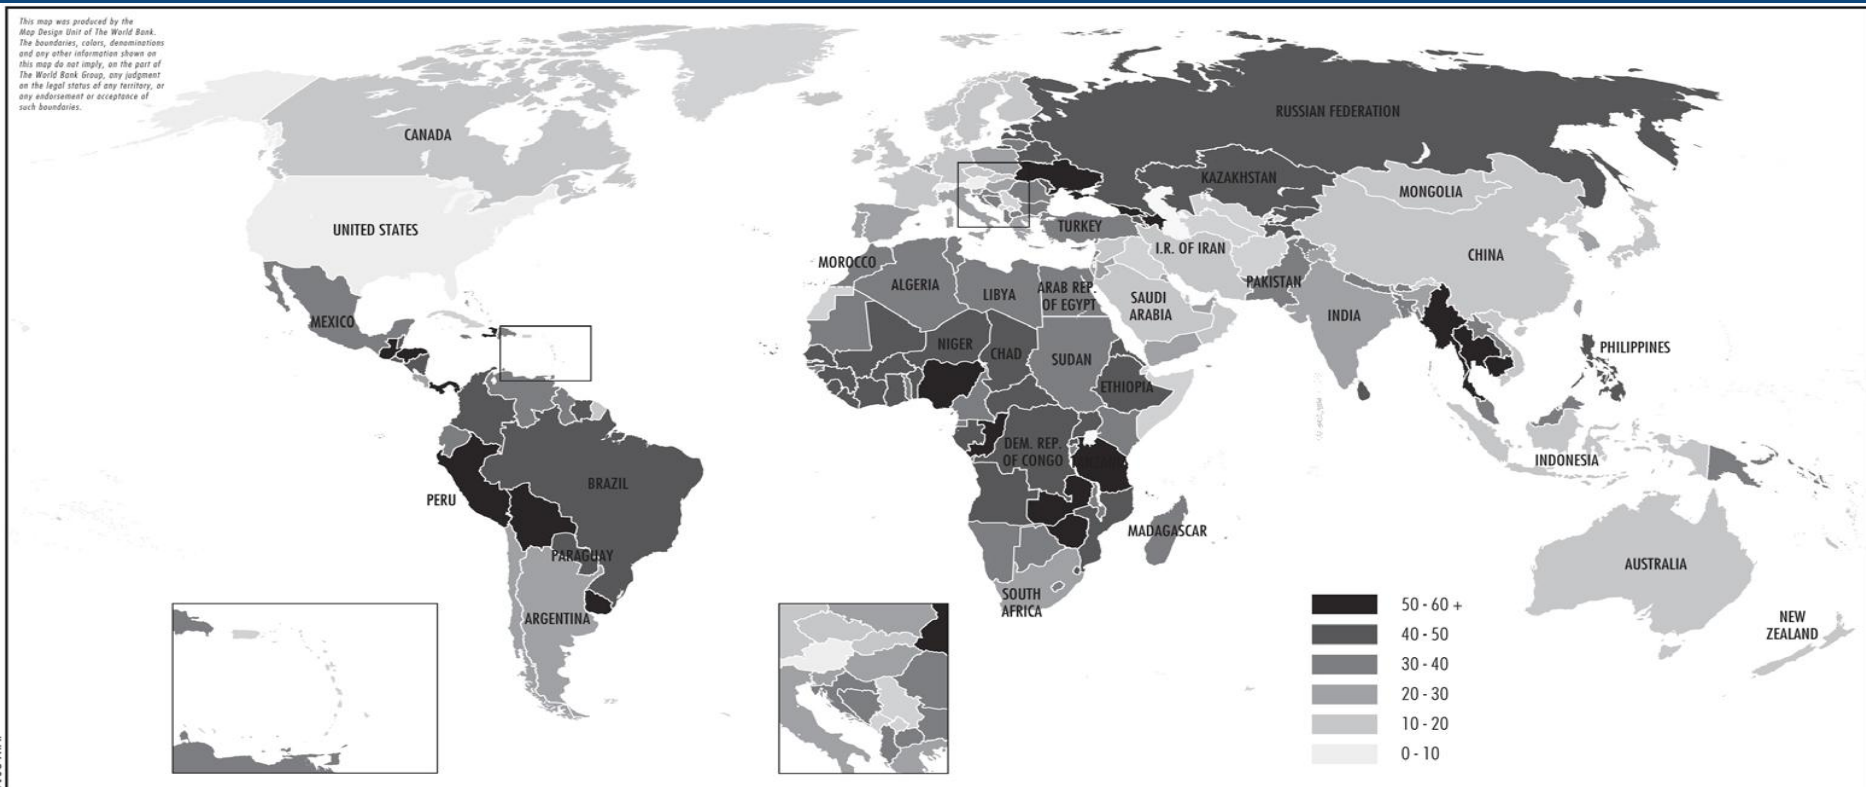 This map was produced by the
Map Design Unit of The World Bank.
The boundaries, colors, denominations
and any other information shown on
this map do not imply, on the part of
The World Bank Group, any judgment
on the legal status of any territory, or
any endorsement or acceptance of
such boundaries.
CANADA
RUSSIAN FEDERATION
KAZAKHSTAN
MONGOLIA
UNITED STATES
TURKEY
I.R. OF IRAN
CHINA
MOROCCO
ALGERIA
LIBYA
ARAB REP.
OF EGYPT
SAUDI
ARABIA
PAKISTAN
INDIA
MEXICO
NIGER
CHAD
SUDAN
ETHIOPIA
PHILIPPINES
DEM. REP.
OF CONGO
INDONESIA
BRAZIL
PERU
MADAGASCAR
PARAGUAY
AUSTRALIA
SOUTH
AFRICA
ARGENTINA
NEW
ZEALAND
50 - 60 +
40 - 50
30 - 40
20 - 30
10 - 20
0 - 10